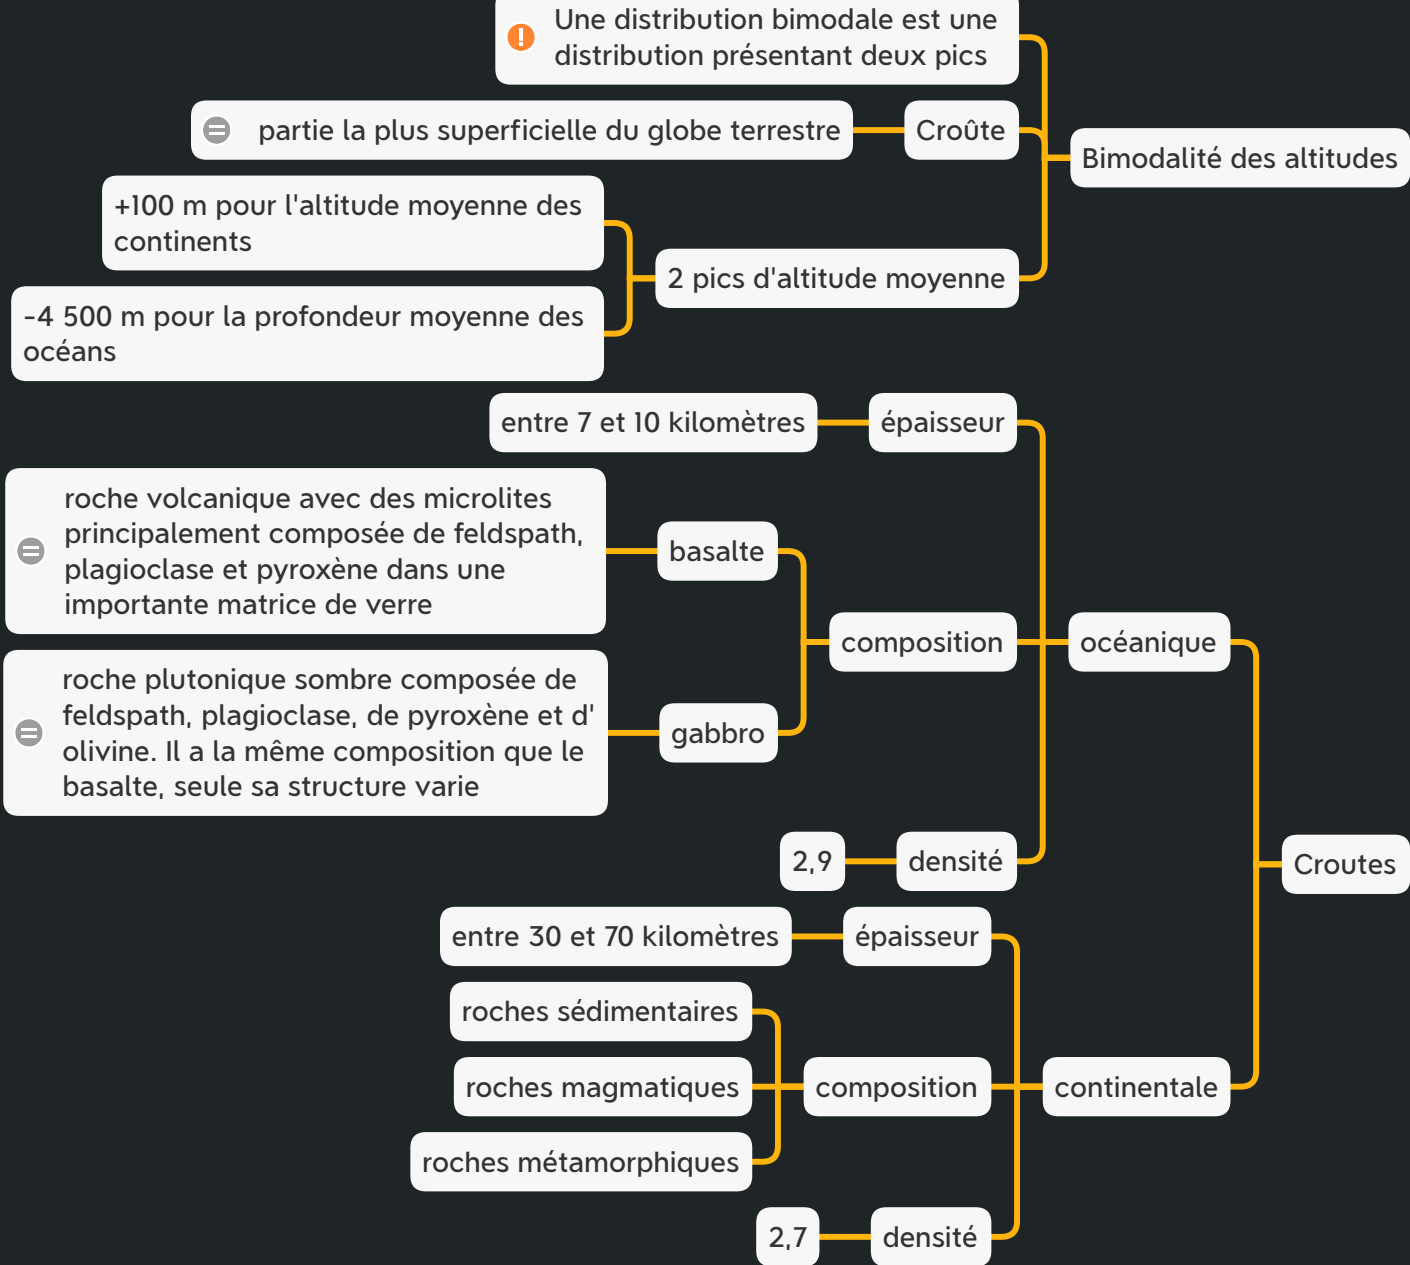 Une distribution bimodale est une
distribution présentant deux pics
partie la plus superficielle du globe terrestre
Croûte
Bimodalité des altitudes
+100 m pour l'altitude moyenne des
continents
2 pics d'altitude moyenne
-4 500 m pour la profondeur moyenne des
océans
entre 7 et 10 kilomètres
épaisseur
roche volcanique avec des microlites
principalement composée de feldspath,
plagioclase et pyroxène dans une
importante matrice de verre
basalte
composition
océanique
roche plutonique sombre composée de
feldspath, plagioclase, de pyroxène et d'
olivine. Il a la même composition que le
basalte, seule sa structure varie
gabbro
2,9
densité
Croutes
entre 30 et 70 kilomètres
épaisseur
roches sédimentaires
roches magmatiques
composition
continentale
roches métamorphiques
2,7
densité